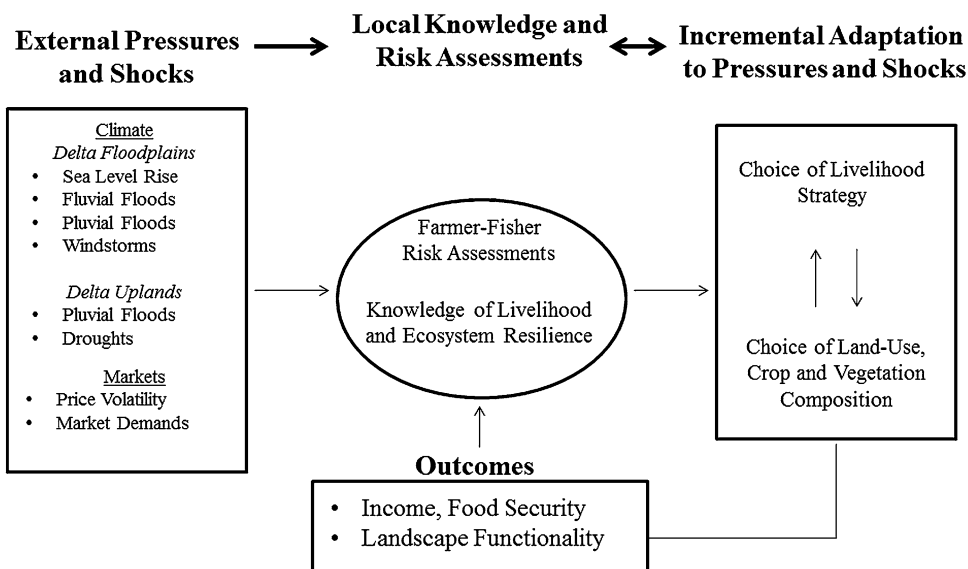 External Pressures
and Shocks
Local Knowledge and
Risk Assessments
Incremental Adaptation
to Pressures and Shocks
Climate
Delta Floodplains
• Sea Level Rise
• Fluvial Floods
• Pluvial Floods
• Windstorms
Delta Uplands
• Pluvial Floods
• Droughts
Markets
• Price Volatility
• Market Demands
Farmer-Fisher
Risk Assessments
Knowledge of Livelihood
and Ecosystem Resilience
Choice of Livelihood
Strategy
Choice of Land-Use,
Crop and Vegetation
Composition
Outcomes
• Income, Food Security
• Landscape Functionality